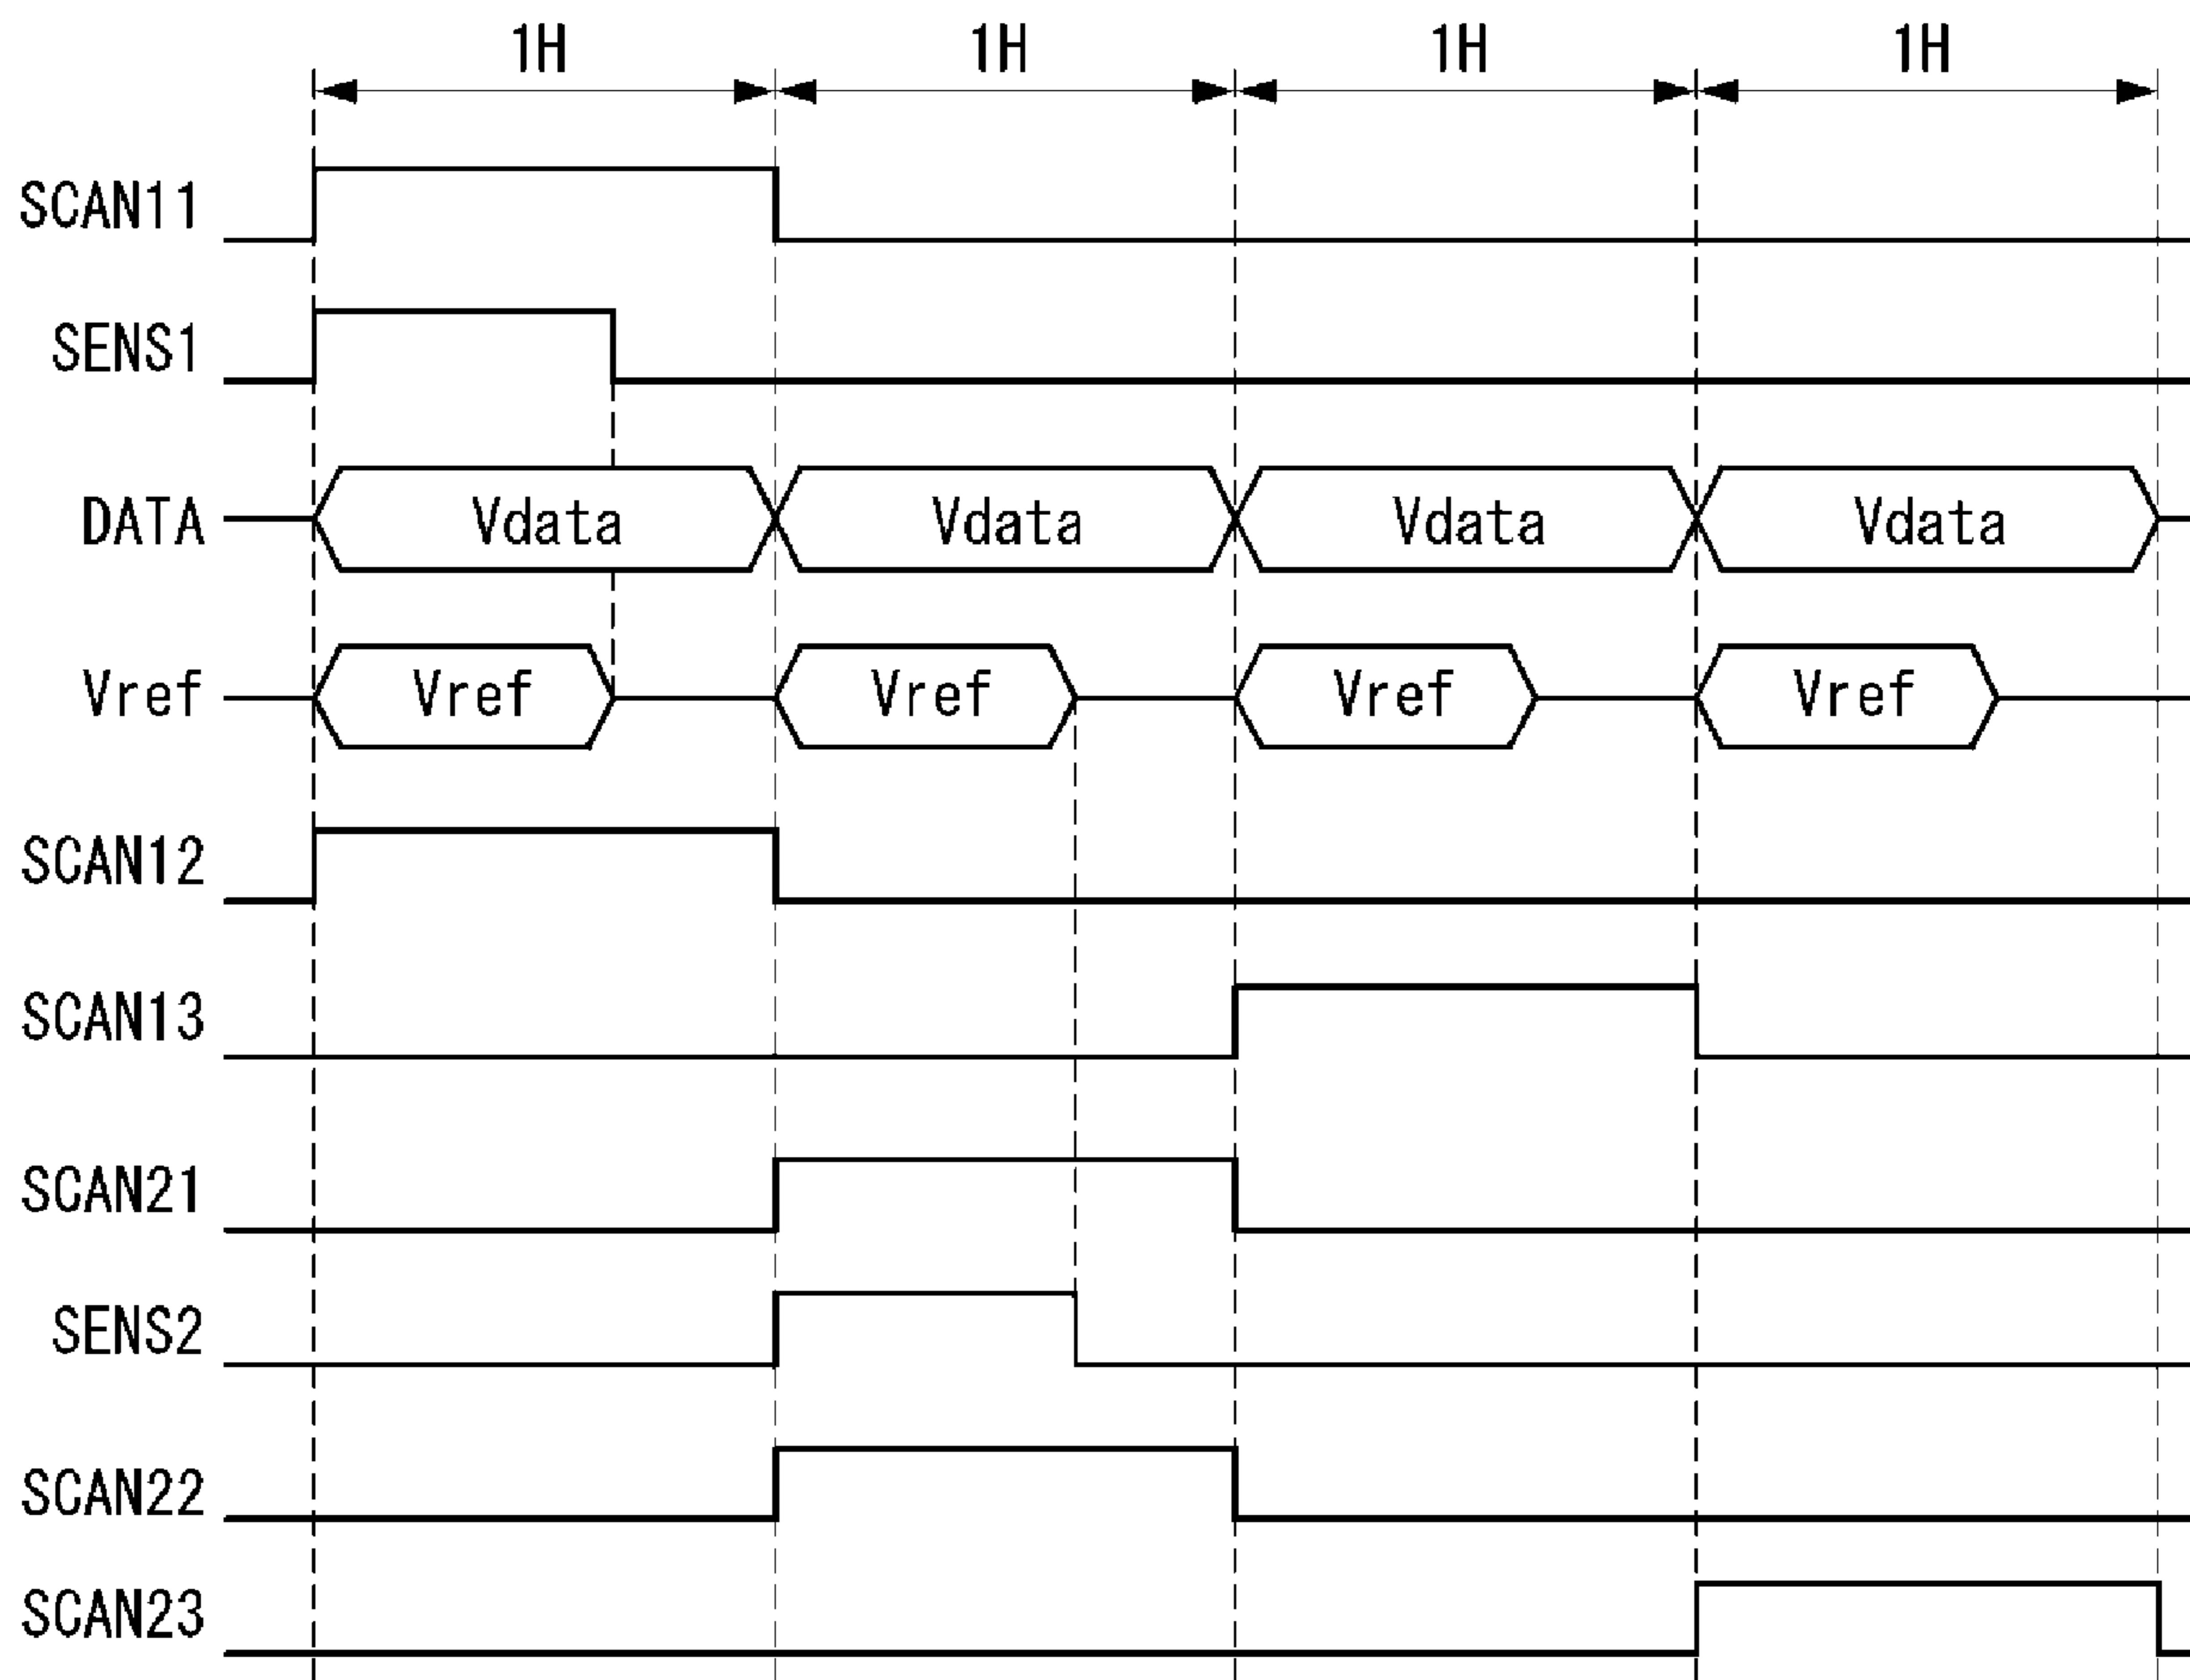 1H 1H 1H 1H
SCAN11
SENS1
DATA Vdata Vdata Vdata Vdata
Vref Vref Vref Vref Vref
SCAN12
SCAN13
SCAN21
SENS2
SCAN22
SCAN23